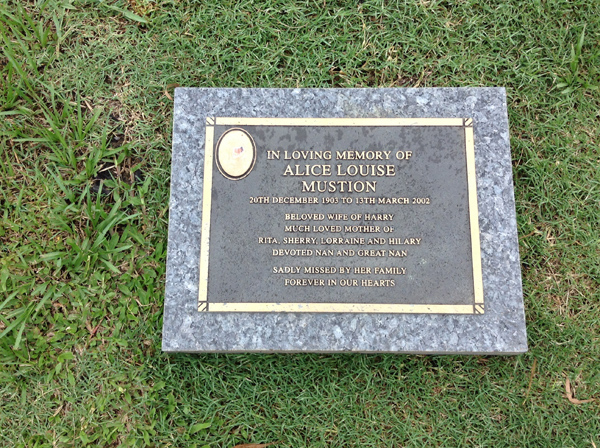 IN LOVING MEMORY OF
ALICE LOUISE
MUSTION
20TH DECEMBER 1903 TO 13TH MARCH 2002
BELOVED WIFE OF HARRY
MUCH LOVED MOTHER OF
RITA, SHERRY, LORRAINE AND HILARY
DEVOTED NAN AND GREAT NAN
SADLY MISSED BY HER FAMILY
FOREVER IN OUR HEARTS